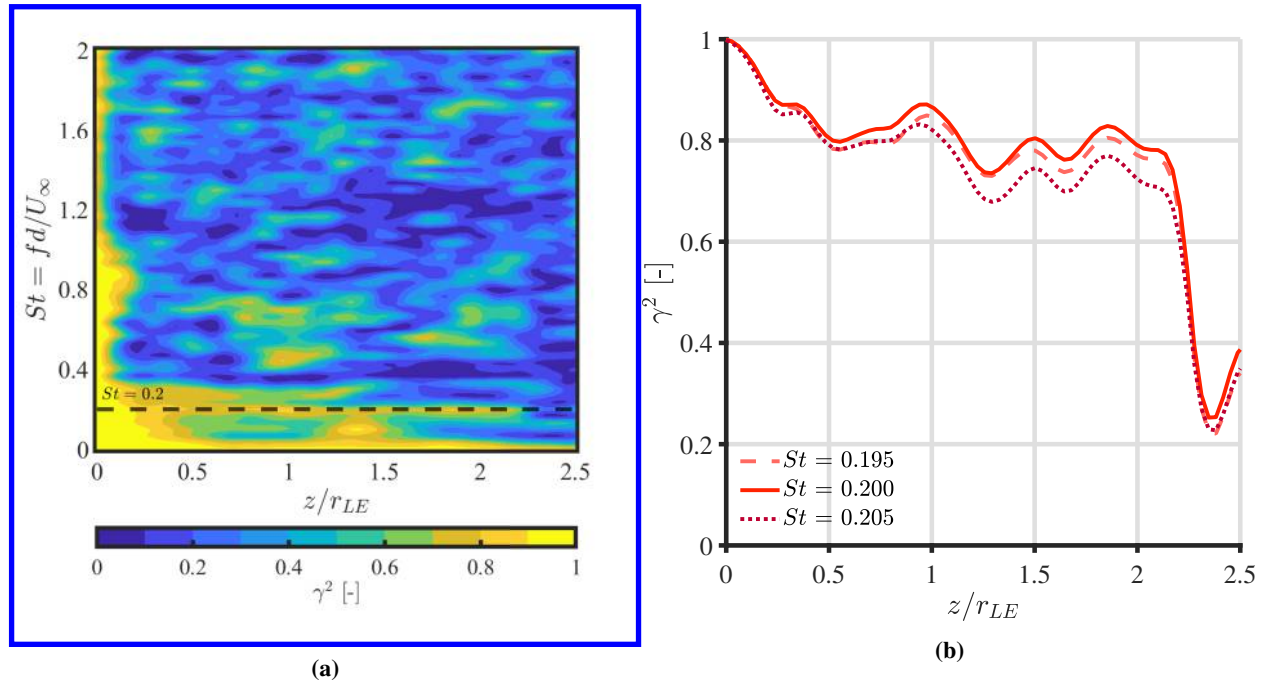 2
1.6
1.2
0.8
0.4
0
St = fd/U∞
St = 0.2
0 0.5 1 1.5 2 2.5
z/r_LE
0 0.2 0.4 0.6 0.8 1
γ² [-]
(a)
1
0.8
0.6
0.4
0.2
0
γ² [-]
St = 0.195
St = 0.200
St = 0.205
0 0.5 1 1.5 2 2.5
z/r_LE
(b)